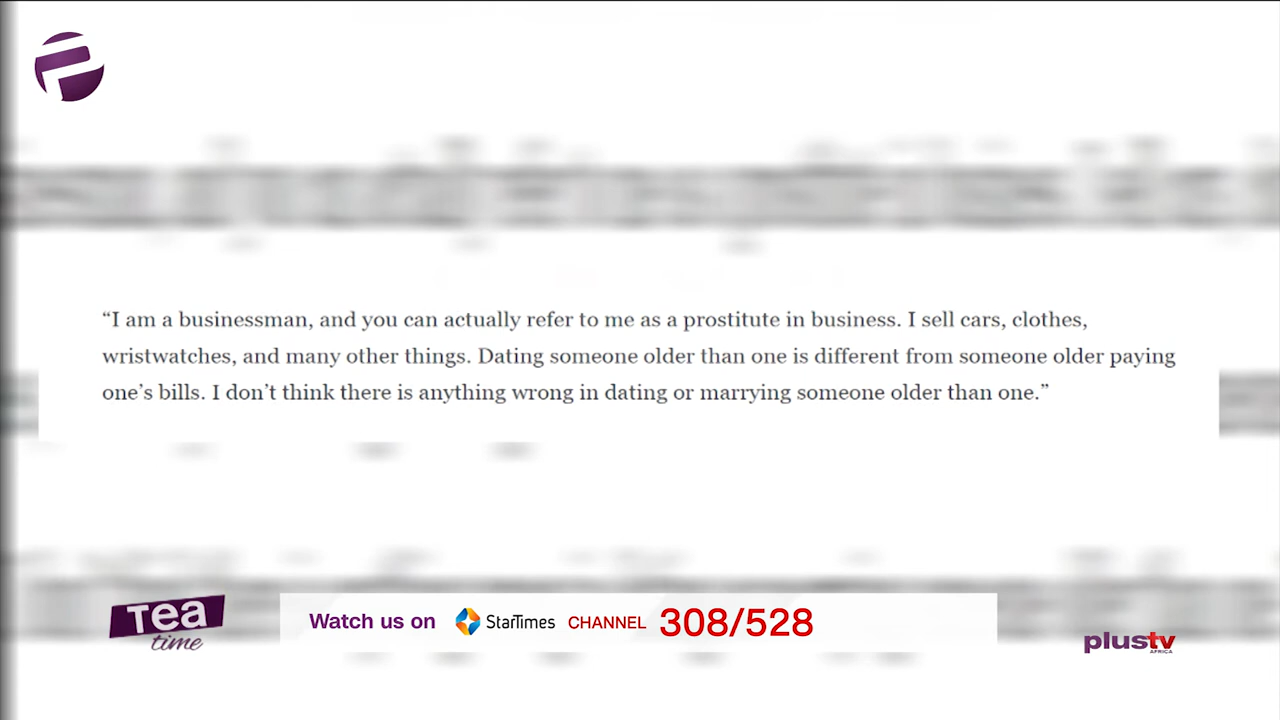 “I am a businessman, and you can actually refer to me as a prostitute in business. I sell cars, clothes,
wristwatches, and many other things. Dating someone older than one is different from someone older paying
one’s bills. I don’t think there is anything wrong in dating or marrying someone older than one.”
Tea
time
Watch us on StarTimes CHANNEL 308/528
plustv
AFRICA